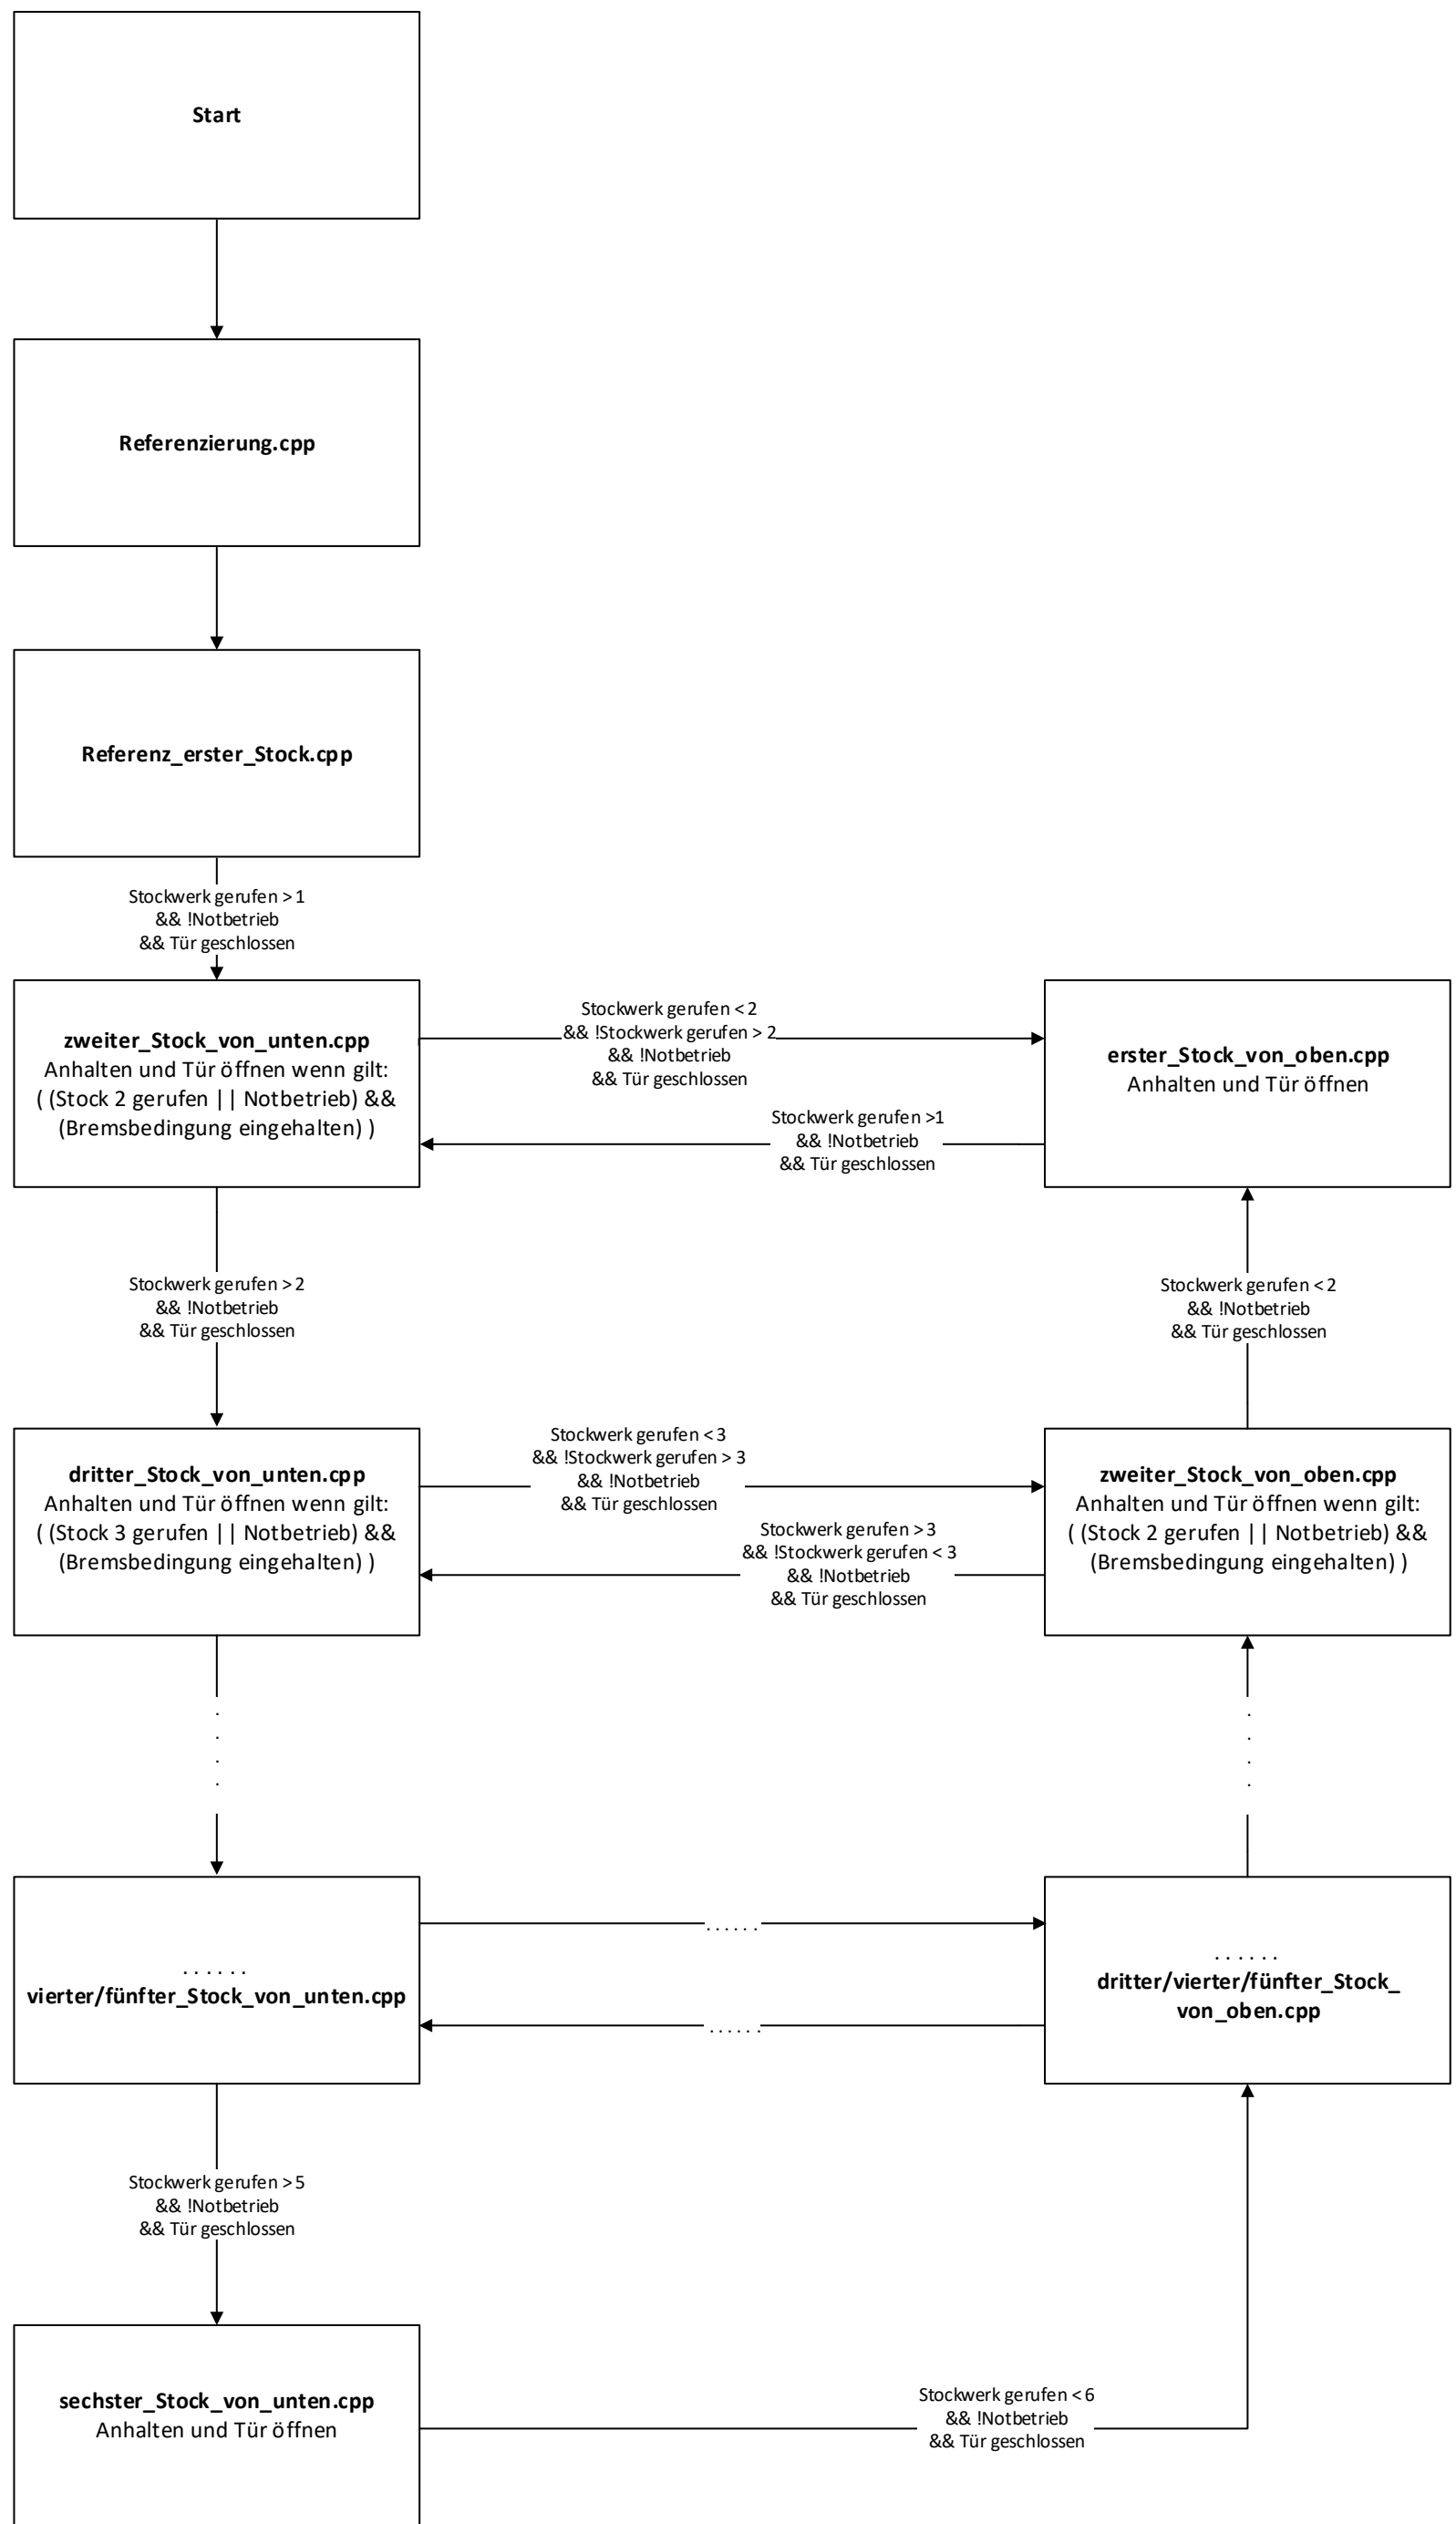 Start
Referenzierung.cpp
Referenz_erster_Stock.cpp
Stockwerk gerufen > 1
&& !Notbetrieb
&& Tür geschlossen
zweiter_Stock_von_unten.cpp
Anhalten und Tür öffnen wenn gilt:
( (Stock 2 gerufen || Notbetrieb) &&
(Bremsbedingung eingehalten) )
Stockwerk gerufen < 2
&& !Stockwerk gerufen > 2
&& !Notbetrieb
&& Tür geschlossen
erster_Stock_von_oben.cpp
Anhalten und Tür öffnen
Stockwerk gerufen >1
&& !Notbetrieb
&& Tür geschlossen
Stockwerk gerufen > 2
&& !Notbetrieb
&& Tür geschlossen
Stockwerk gerufen < 2
&& !Notbetrieb
&& Tür geschlossen
dritter_Stock_von_unten.cpp
Anhalten und Tür öffnen wenn gilt:
( (Stock 3 gerufen || Notbetrieb) &&
(Bremsbedingung eingehalten) )
Stockwerk gerufen < 3
&& !Stockwerk gerufen > 3
&& !Notbetrieb
&& Tür geschlossen
zweiter_Stock_von_oben.cpp
Anhalten und Tür öffnen wenn gilt:
( (Stock 2 gerufen || Notbetrieb) &&
(Bremsbedingung eingehalten) )
Stockwerk gerufen > 3
&& !Stockwerk gerufen < 3
&& !Notbetrieb
&& Tür geschlossen
.
.
.
.
.
.
.
.
. . . . . .
vierter/fünfter_Stock_von_unten.cpp
. . . . . .
. . . . . .
. . . . . .
dritter/vierter/fünfter_Stock_
von_oben.cpp
Stockwerk gerufen > 5
&& !Notbetrieb
&& Tür geschlossen
sechster_Stock_von_unten.cpp
Anhalten und Tür öffnen
Stockwerk gerufen < 6
&& !Notbetrieb
&& Tür geschlossen